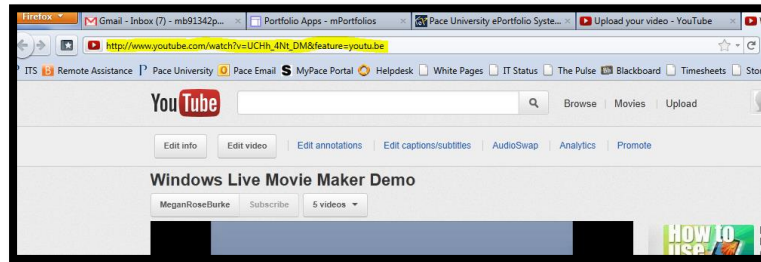 Firefox
Gmail - Inbox (7) - mb91342p... × Portfolio Apps - mPortfolios × Pace University ePortfolio Syste... × Upload your video - YouTube ×
http://www.youtube.com/watch?v=UCHh_4Nt_DM&feature=youtu.be
ITS Remote Assistance Pace University Pace Email MyPace Portal Helpdesk White Pages IT Status The Pulse Blackboard Timesheets
YouTube Browse Movies Upload
Edit info Edit video Edit annotations Edit captions/subtitles AudioSwap Analytics Promote
Windows Live Movie Maker Demo
MeganRoseBurke Subscribe 5 videos
How to
use